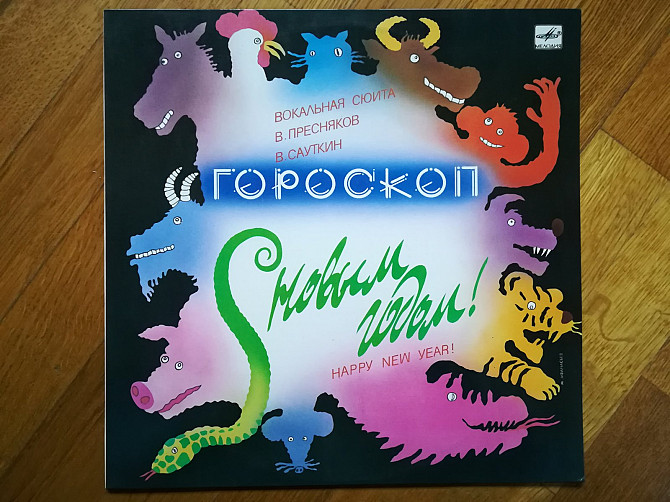 МЕЛОДИЯ
ВОКАЛЬНАЯ СЮИТА
В. ПРЕСНЯКОВ
В. САУТКИН
ГОРОСКОП
С новым
годом!
HAPPY NEW YEAR!